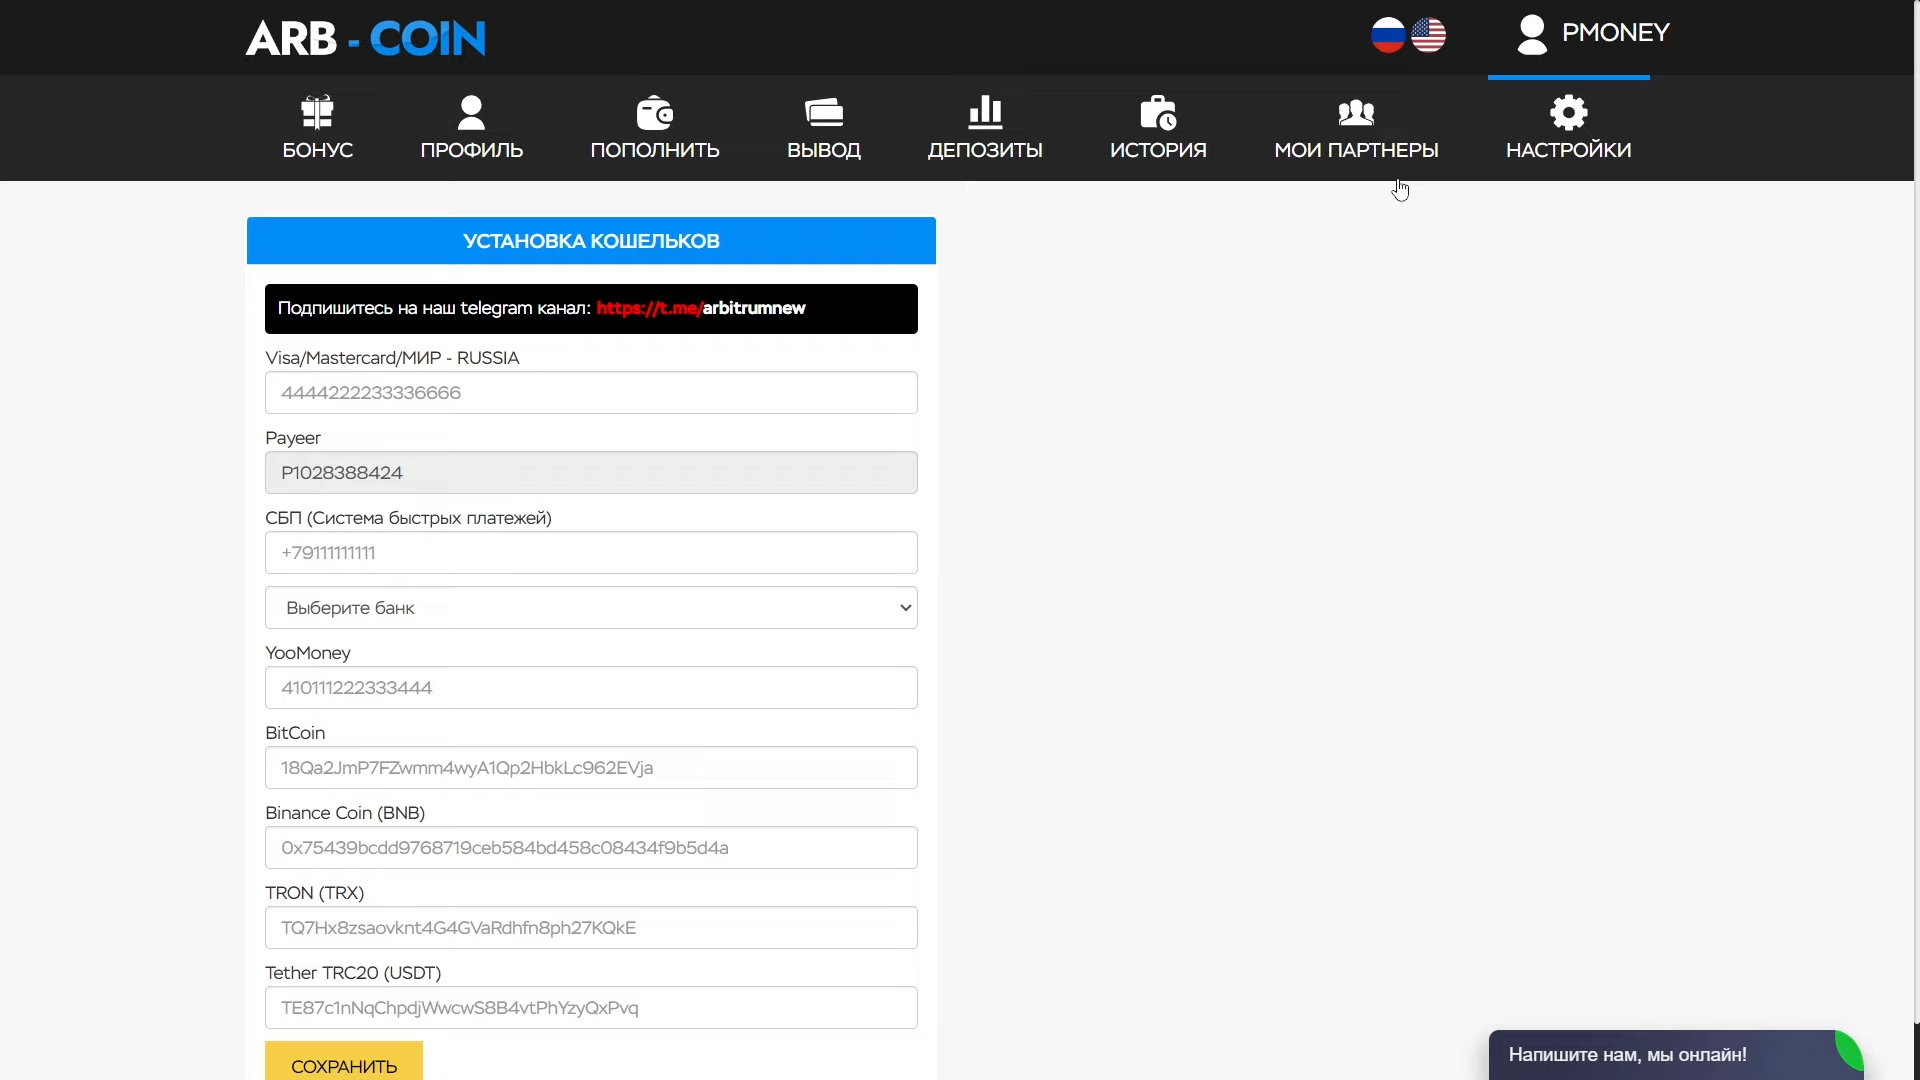 ARB - COIN
PMONEY
БОНУС
ПРОФИЛЬ
ПОПОЛНИТЬ
ВЫВОД
ДЕПОЗИТЫ
ИСТОРИЯ
МОИ ПАРТНЕРЫ
НАСТРОЙКИ
УСТАНОВКА КОШЕЛЬКОВ
Подпишитесь на наш telegram канал: https://t.me/arbitrumnew
Visa/Mastercard/МИР - RUSSIA
4444222233336666
Payeer
P1028388424
СБП (Система быстрых платежей)
+79111111111
Выберите банк
YooMoney
410111222333444
BitCoin
18Qa2JmP7FZwmm4wyA1Qp2HbkLc962EVja
Binance Coin (BNB)
0x75439bcdd9768719ceb584bd458c08434f9b5d4a
TRON (TRX)
TQ7Hx8zsaovknt4G4GVaRdhfn8ph27KQkE
Tether TRC20 (USDT)
TE87c1nNqChpdjWwcwS8B4vtPhYzyQxPvq
СОХРАНИТЬ
Напишите нам, мы онлайн!